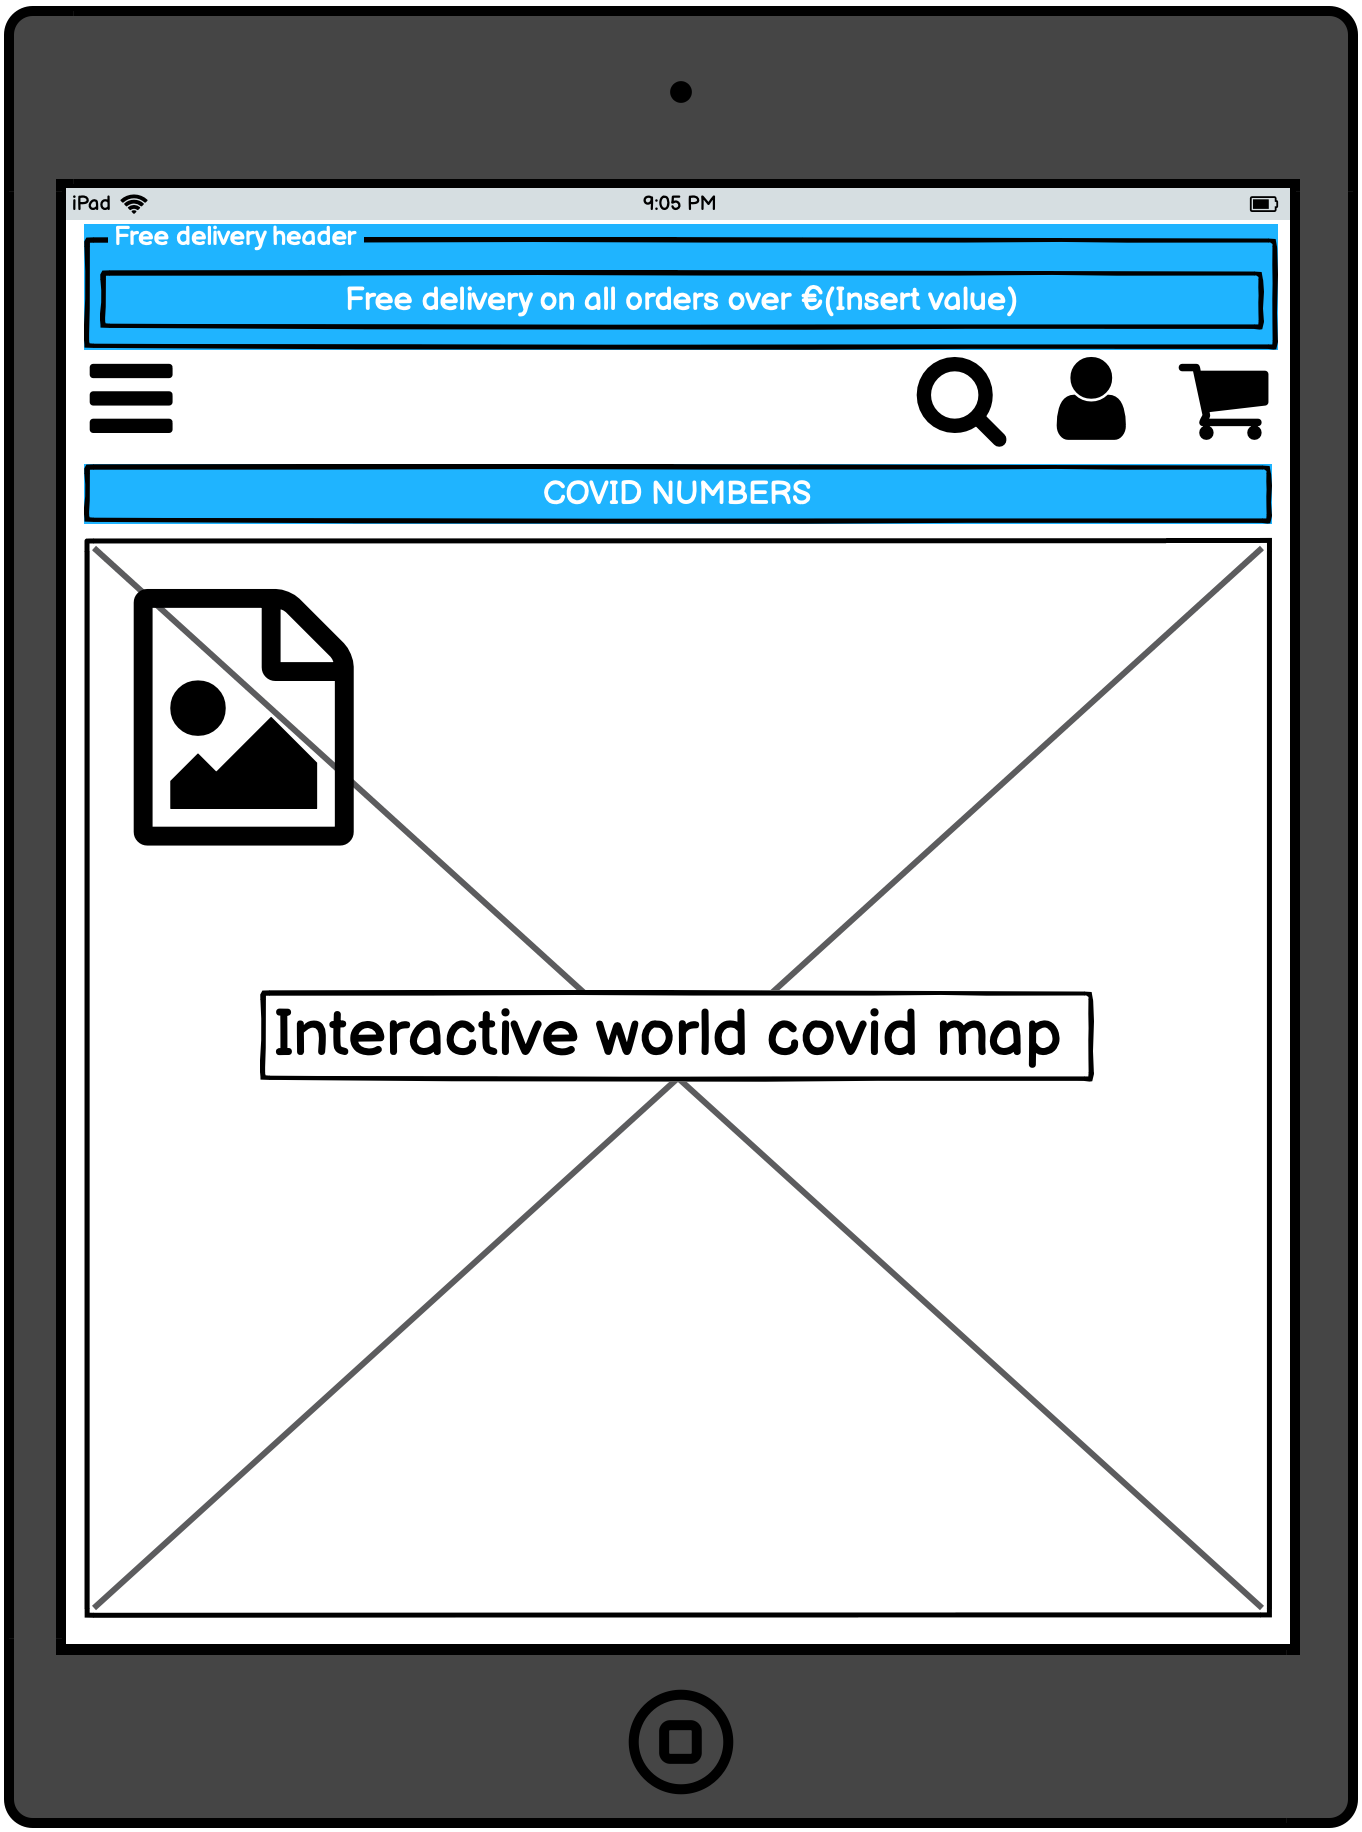 iPad
9:05 PM
Free delivery header
Free delivery on all orders over €(Insert value)
COVID NUMBERS
Interactive world covid map